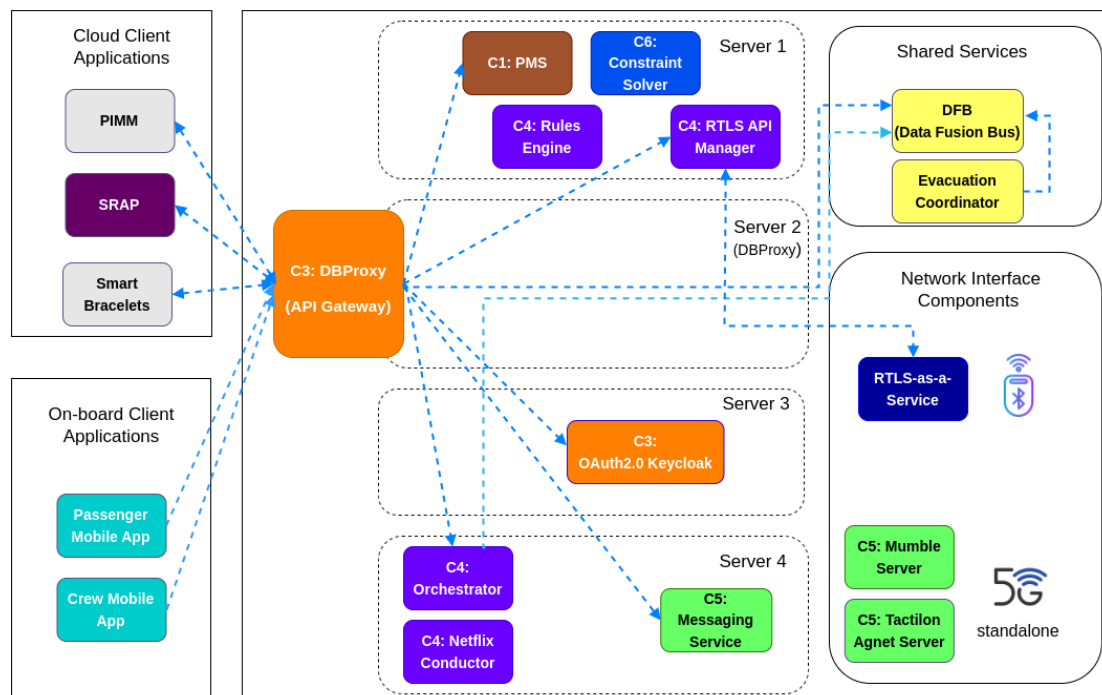 Cloud Client
Applications
PIMM
SRAP
Smart
Bracelets
On-board Client
Applications
Passenger
Mobile App
Crew Mobile
App
C3: DBProxy
(API Gateway)
Server 1
C1: PMS
C6:
Constraint
Solver
C4: Rules
Engine
C4: RTLS API
Manager
Server 2
(DBProxy)
Server 3
C3:
OAuth2.0 Keycloak
Server 4
C4:
Orchestrator
C4: Netflix
Conductor
C5:
Messaging
Service
Shared Services
DFB
(Data Fusion Bus)
Evacuation
Coordinator
Network Interface
Components
RTLS-as-a-
Service
C5: Mumble
Server
C5: Tactilon
Agnet Server
5G
standalone